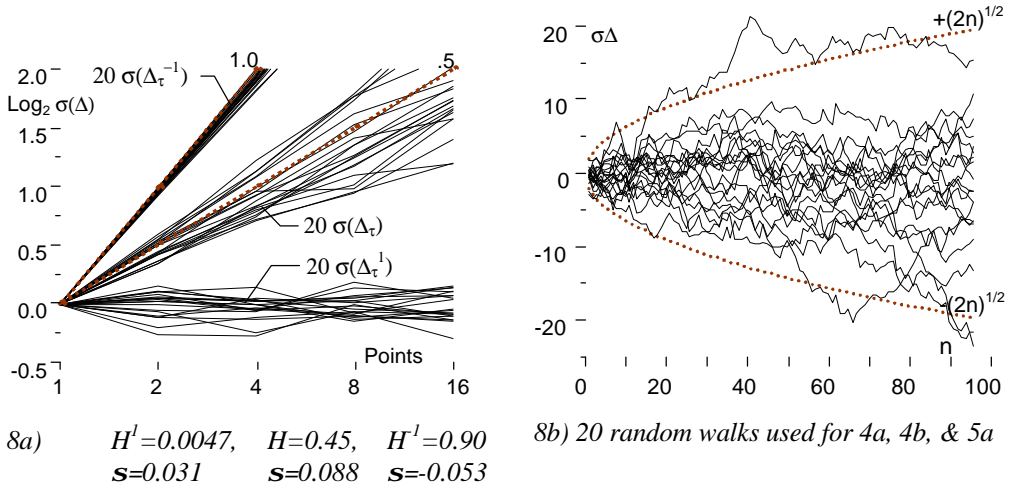 1.0
.5
2.0
20 σ(Δτ⁻¹)
Log₂ σ(Δ)
1.5
1.0
20 σ(Δτ)
0.5
20 σ(Δτ¹)
0.0
Points
-0.5
1 2 4 8 16
8a) H¹=0.0047, H=0.45, H⁻¹=0.90
s=0.031 s=0.088 s=-0.053
20
σΔ
+(2n)^1/2
10
0
-10
-(2n)^1/2
-20
n
0 20 40 60 80 100
8b) 20 random walks used for 4a, 4b, & 5a